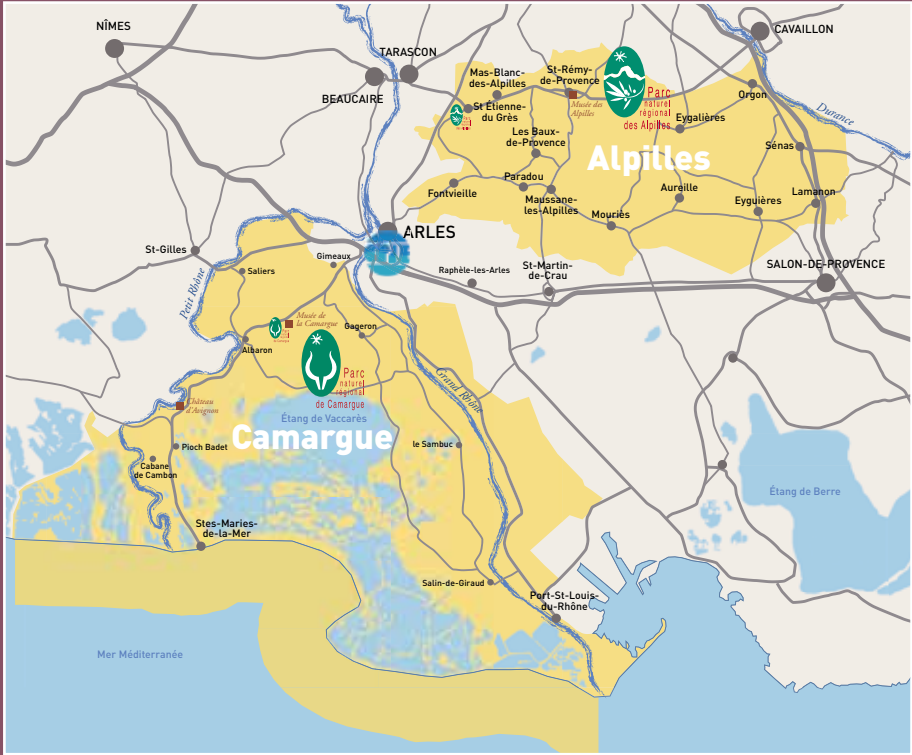 NÎMES
CAVAILLON
TARASCON
BEAUCAIRE
Mas-Blanc-
des-Alpilles
St-Rémy-
de-Provence
Musée des
Alpilles
Parc
naturel
régional
des Alpilles
Orgon
Durance
St Étienne-
du Grès
Eygalières
Les Baux-
de-Provence
Alpilles
Sénas
Paradou
Fontvieille
Maussane-
les-Alpilles
Aureille
Mouriès
Eyguières
Lamanon
ARLES
St-Gilles
Gimeaux
Saliers
Raphèle-les-Arles
St-Martin-
de-Crau
SALON-DE-PROVENCE
Petit Rhône
Musée de
la Camargue
Gageron
Albaron
Parc
naturel
régional
de Camargue
Grand Rhône
Château
d'Avignon
Étang de Vaccarès
Camargue
le Sambuc
Pioch Badet
Cabane
de Cambon
Étang de Berre
Stes-Maries-
de-la-Mer
Salin-de-Giraud
Port-St-Louis-
du-Rhône
Mer Méditerranée